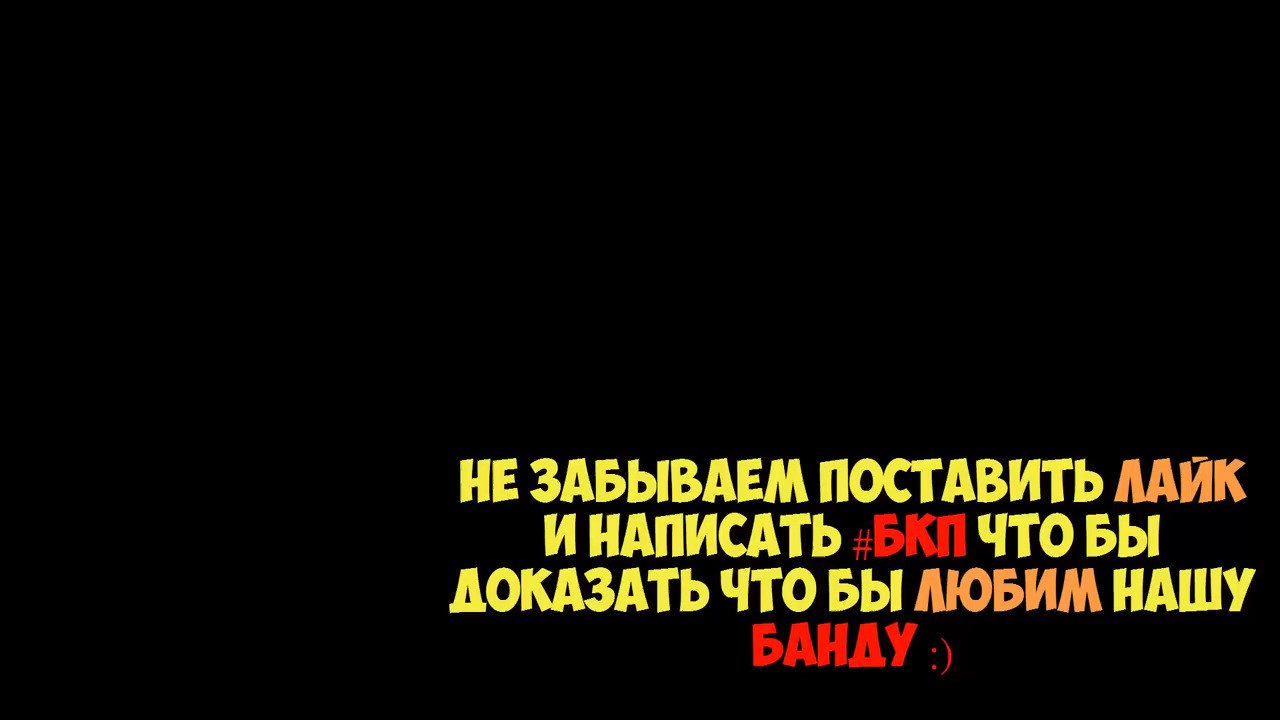 НЕ ЗАБЫВАЕМ ПОСТАВИТЬ ЛАЙК
И НАПИСАТЬ #БКП ЧТО БЫ
ДОКАЗАТЬ ЧТО БЫ ЛЮБИМ НАШУ
БАНДУ :)